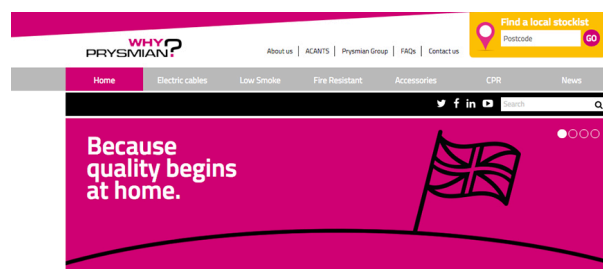 WHY
PRYSMIAN?
About us | ACANTS | Prysmian Group | FAQs | Contact us
Find a local stockist
Postcode
GO
Home
Electric cables
Low Smoke
Fire Resistant
Accessories
CPR
News
Search
Because
quality begins
at home.